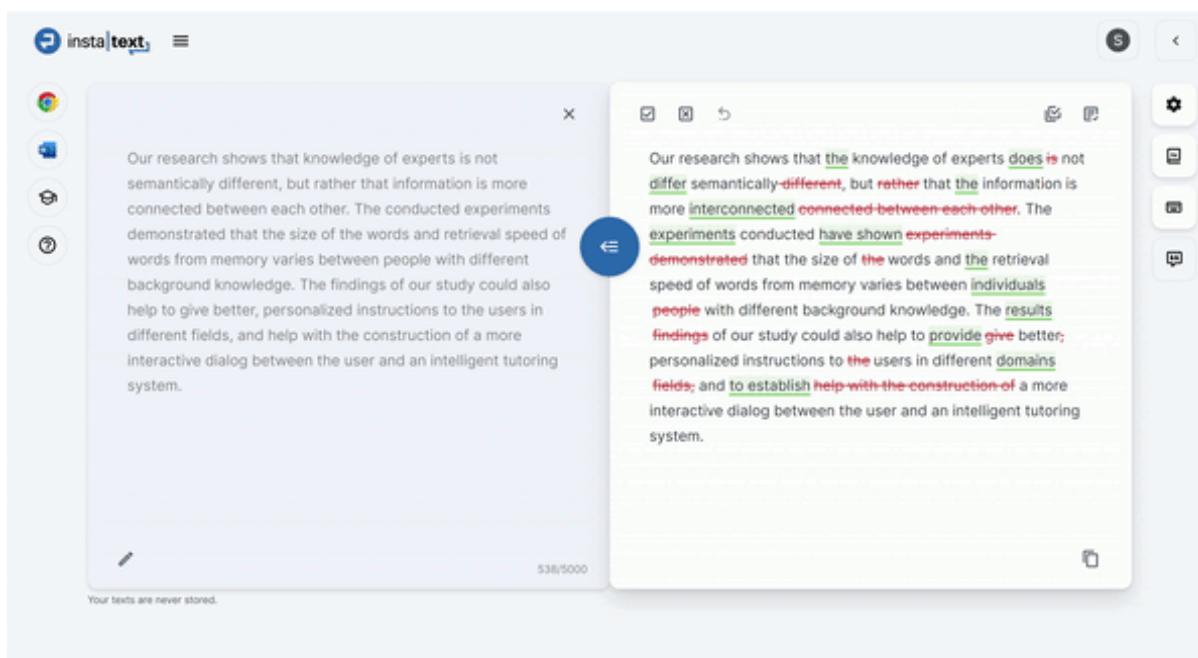 insta|text
S
Our research shows that knowledge of experts is not
semantically different, but rather that information is more
connected between each other. The conducted experiments
demonstrated that the size of the words and retrieval speed of
words from memory varies between people with different
background knowledge. The findings of our study could also
help to give better, personalized instructions to the users in
different fields, and help with the construction of a more
interactive dialog between the user and an intelligent tutoring
system.
538/5000
Your texts are never stored.
Our research shows that the knowledge of experts does is not
differ semantically different, but rather that the information is
more interconnected connected between each other. The
experiments conducted have shown experiments
demonstrated that the size of the words and the retrieval
speed of words from memory varies between individuals
people with different background knowledge. The results
findings of our study could also help to provide give better,
personalized instructions to the users in different domains
fields, and to establish help with the construction of a more
interactive dialog between the user and an intelligent tutoring
system.